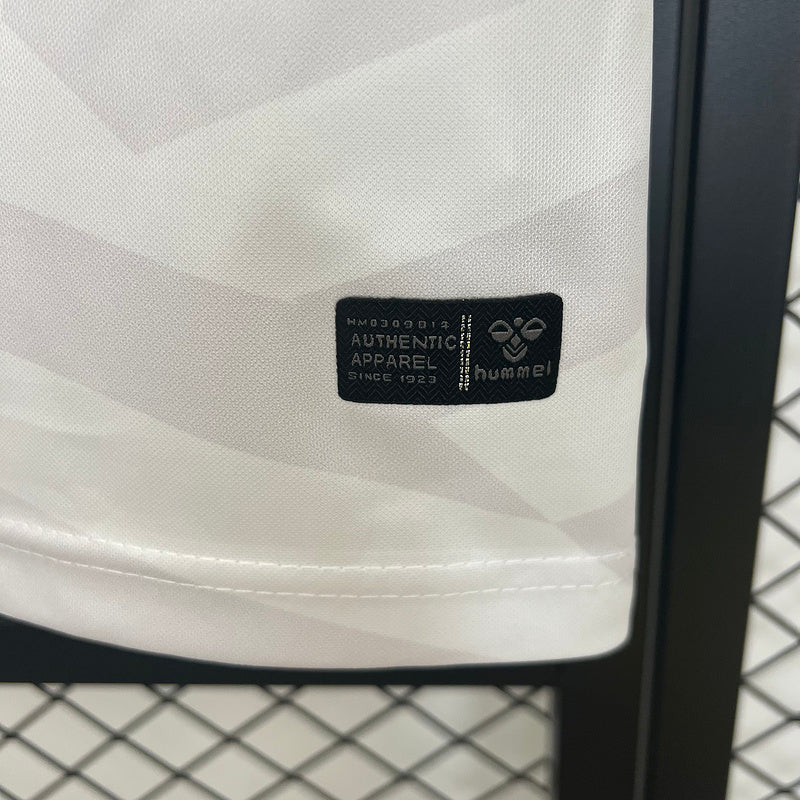 HM0309014
AUTHENTIC
APPAREL
SINCE 1923
hummel